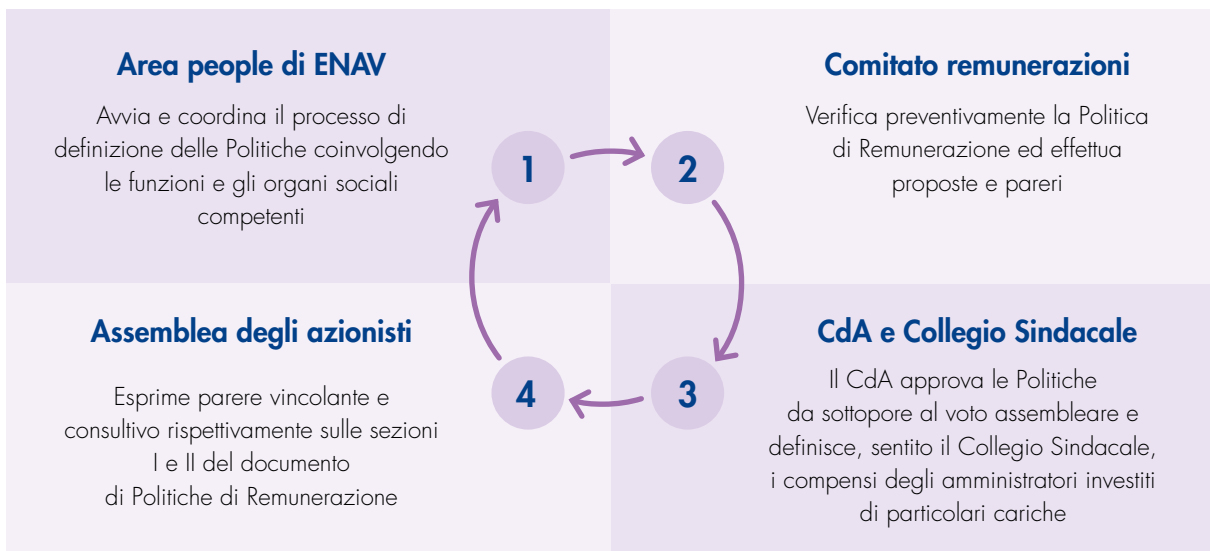 Area people di ENAV
Avvia e coordina il processo di
definizione delle Politiche coinvolgendo
le funzioni e gli organi sociali
competenti
1
2
Comitato remunerazioni
Verifica preventivamente la Politica
di Remunerazione ed effettua
proposte e pareri
3
CdA e Collegio Sindacale
Il CdA approva le Politiche
da sottopore al voto assembleare e
definisce, sentito il Collegio Sindacale,
i compensi degli amministratori investiti
di particolari cariche
4
Assemblea degli azionisti
Esprime parere vincolante e
consultivo rispettivamente sulle sezioni
I e II del documento
di Politiche di Remunerazione